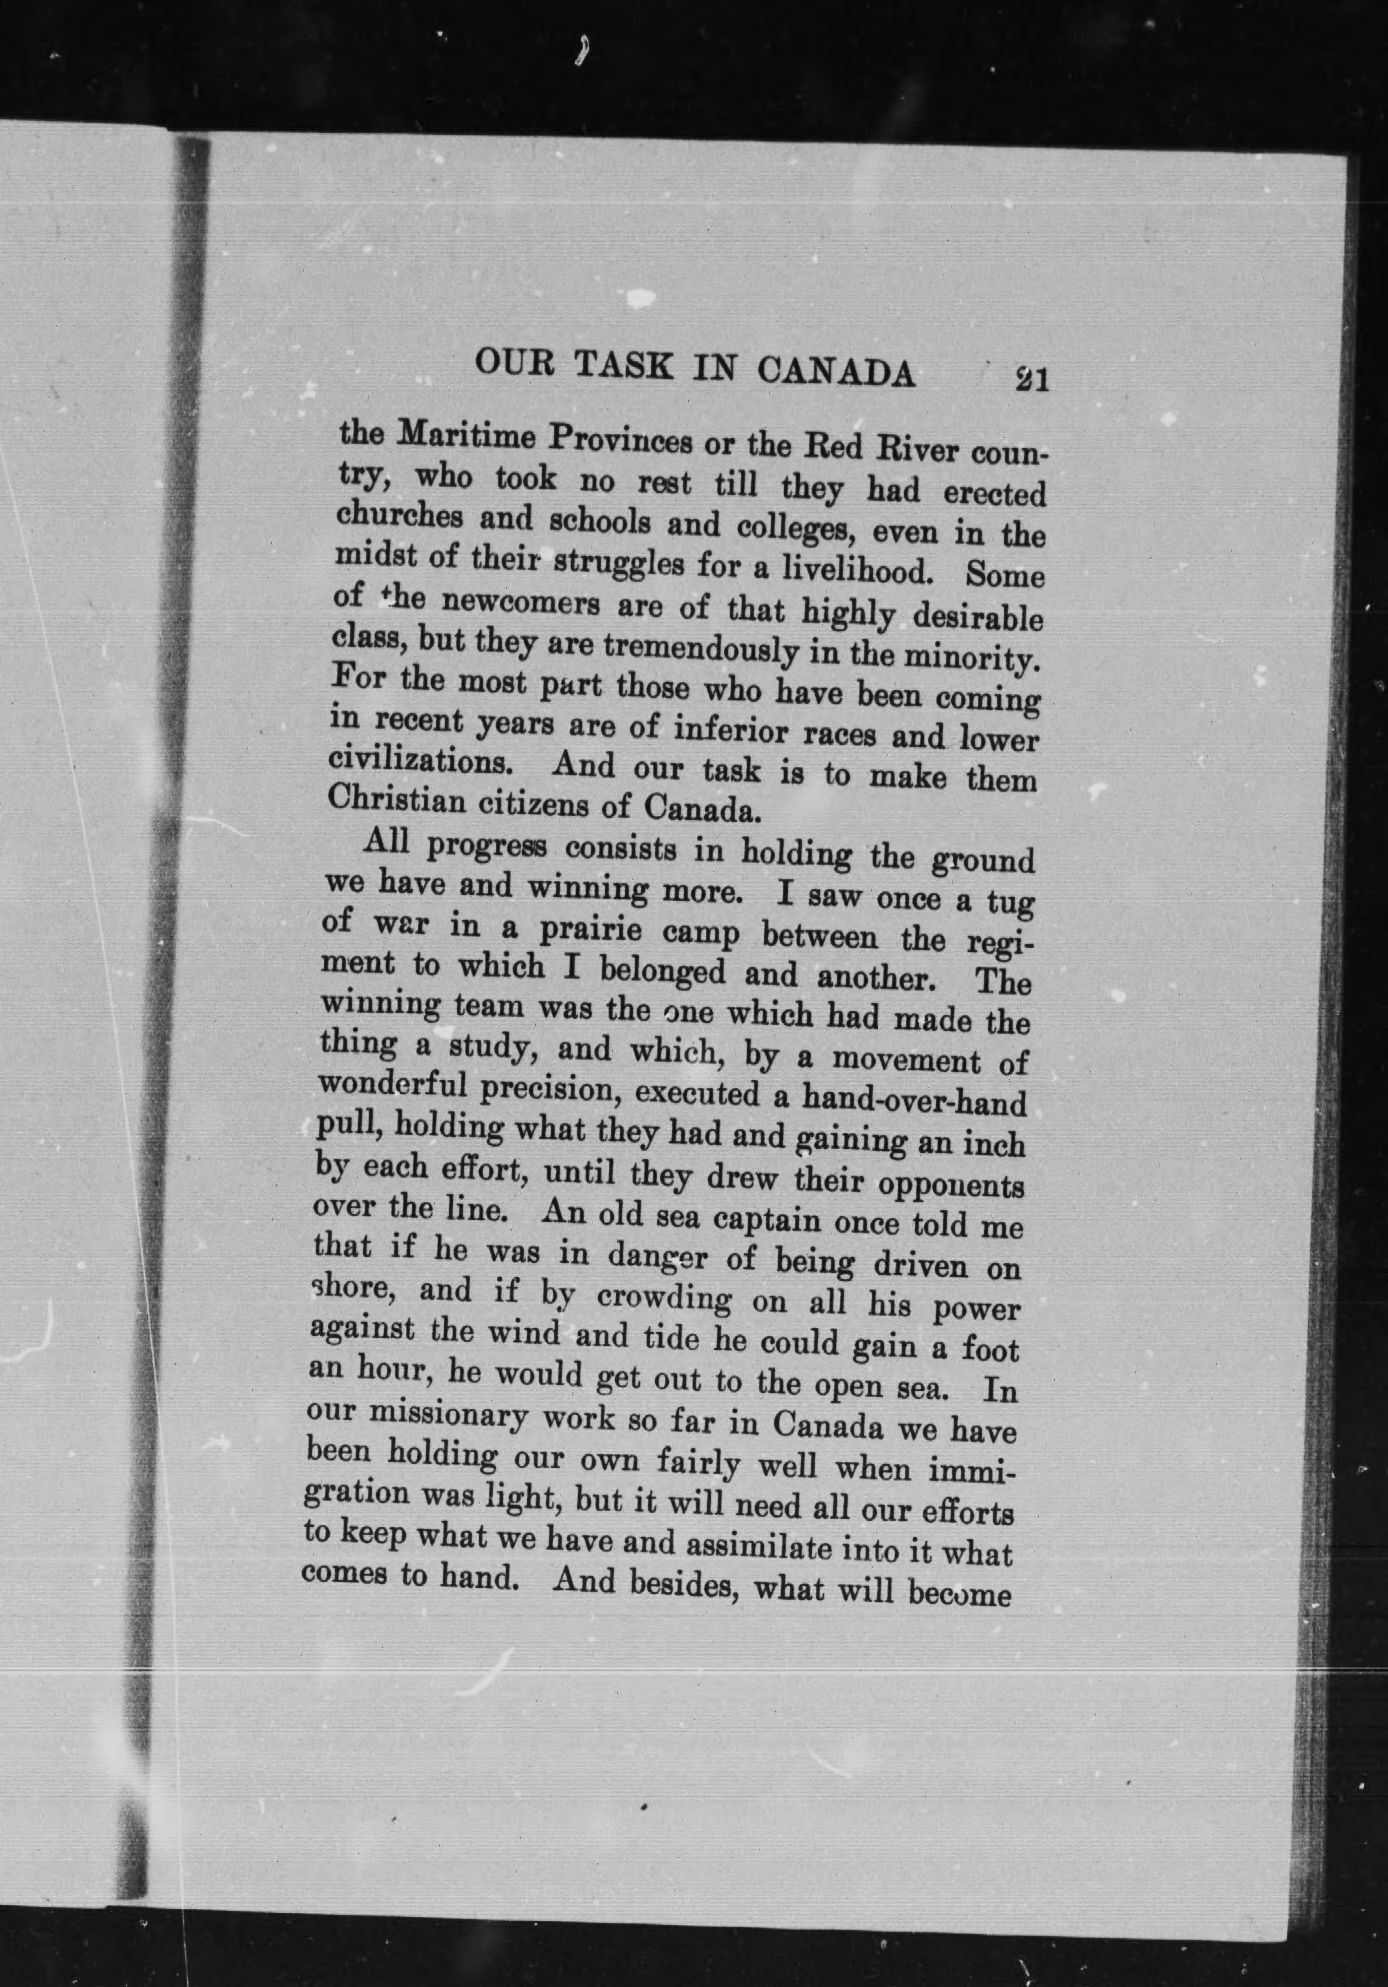 OUR TASK IN CANADA 21
the Maritime Provinces or the Red River coun-
try, who took no rest till they had erected
churches and schools and colleges, even in the
midst of their struggles for a livelihood. Some
of the newcomers are of that highly desirable
class, but they are tremendously in the minority.
For the most part those who have been coming
in recent years are of inferior races and lower
civilizations. And our task is to make them
Christian citizens of Canada.
All progress consists in holding the ground
we have and winning more. I saw once a tug
of war in a prairie camp between the regi-
ment to which I belonged and another. The
winning team was the one which had made the
thing a study, and which, by a movement of
wonderful precision, executed a hand-over-hand
pull, holding what they had and gaining an inch
by each effort, until they drew their opponents
over the line. An old sea captain once told me
that if he was in danger of being driven on
shore, and if by crowding on all his power
against the wind and tide he could gain a foot
an hour, he would get out to the open sea. In
our missionary work so far in Canada we have
been holding our own fairly well when immi-
gration was light, but it will need all our efforts
to keep what we have and assimilate into it what
comes to hand. And besides, what will become